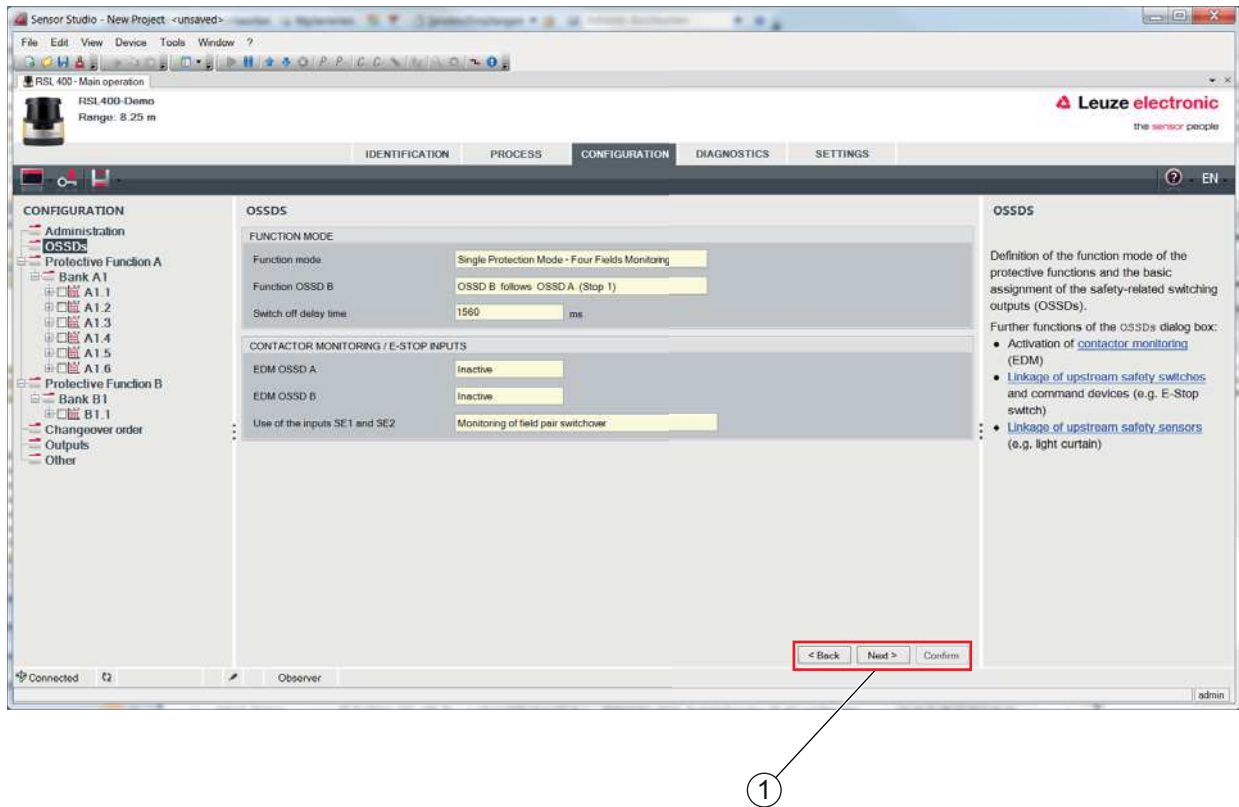 Sensor Studio - New Project <unsaved>
File Edit View Device Tools Window ?
RSL 400 - Main operation
RSL400-Demo
Range: 8.25 m
Leuze electronic
the sensor people
IDENTIFICATION PROCESS CONFIGURATION DIAGNOSTICS SETTINGS
EN
CONFIGURATION
Administration
OSSDs
Protective Function A
Bank A1
A1.1
A1.2
A1.3
A1.4
A1.5
A1.6
Protective Function B
Bank B1
B1.1
Changeover order
Outputs
Other
OSSDS
FUNCTION MODE
Function mode Single Protection Mode - Four Fields Monitoring
Function OSSD B OSSD B follows OSSD A (Stop 1)
Switch off delay time 1560 ms
CONTACTOR MONITORING / E-STOP INPUTS
EDM OSSD A Inactive
EDM OSSD B Inactive
Use of the inputs SE1 and SE2 Monitoring of field pair switchover
< Back Next > Confirm
OSSDS
Definition of the function mode of the
protective functions and the basic
assignment of the safety-related switching
outputs (OSSDs).
Further functions of the OSSDs dialog box:
• Activation of contactor monitoring
(EDM)
• Linkage of upstream safety switches
and command devices (e.g. E-Stop
switch)
• Linkage of upstream safety sensors
(e.g. light curtain)
Connected Observer
admin
1